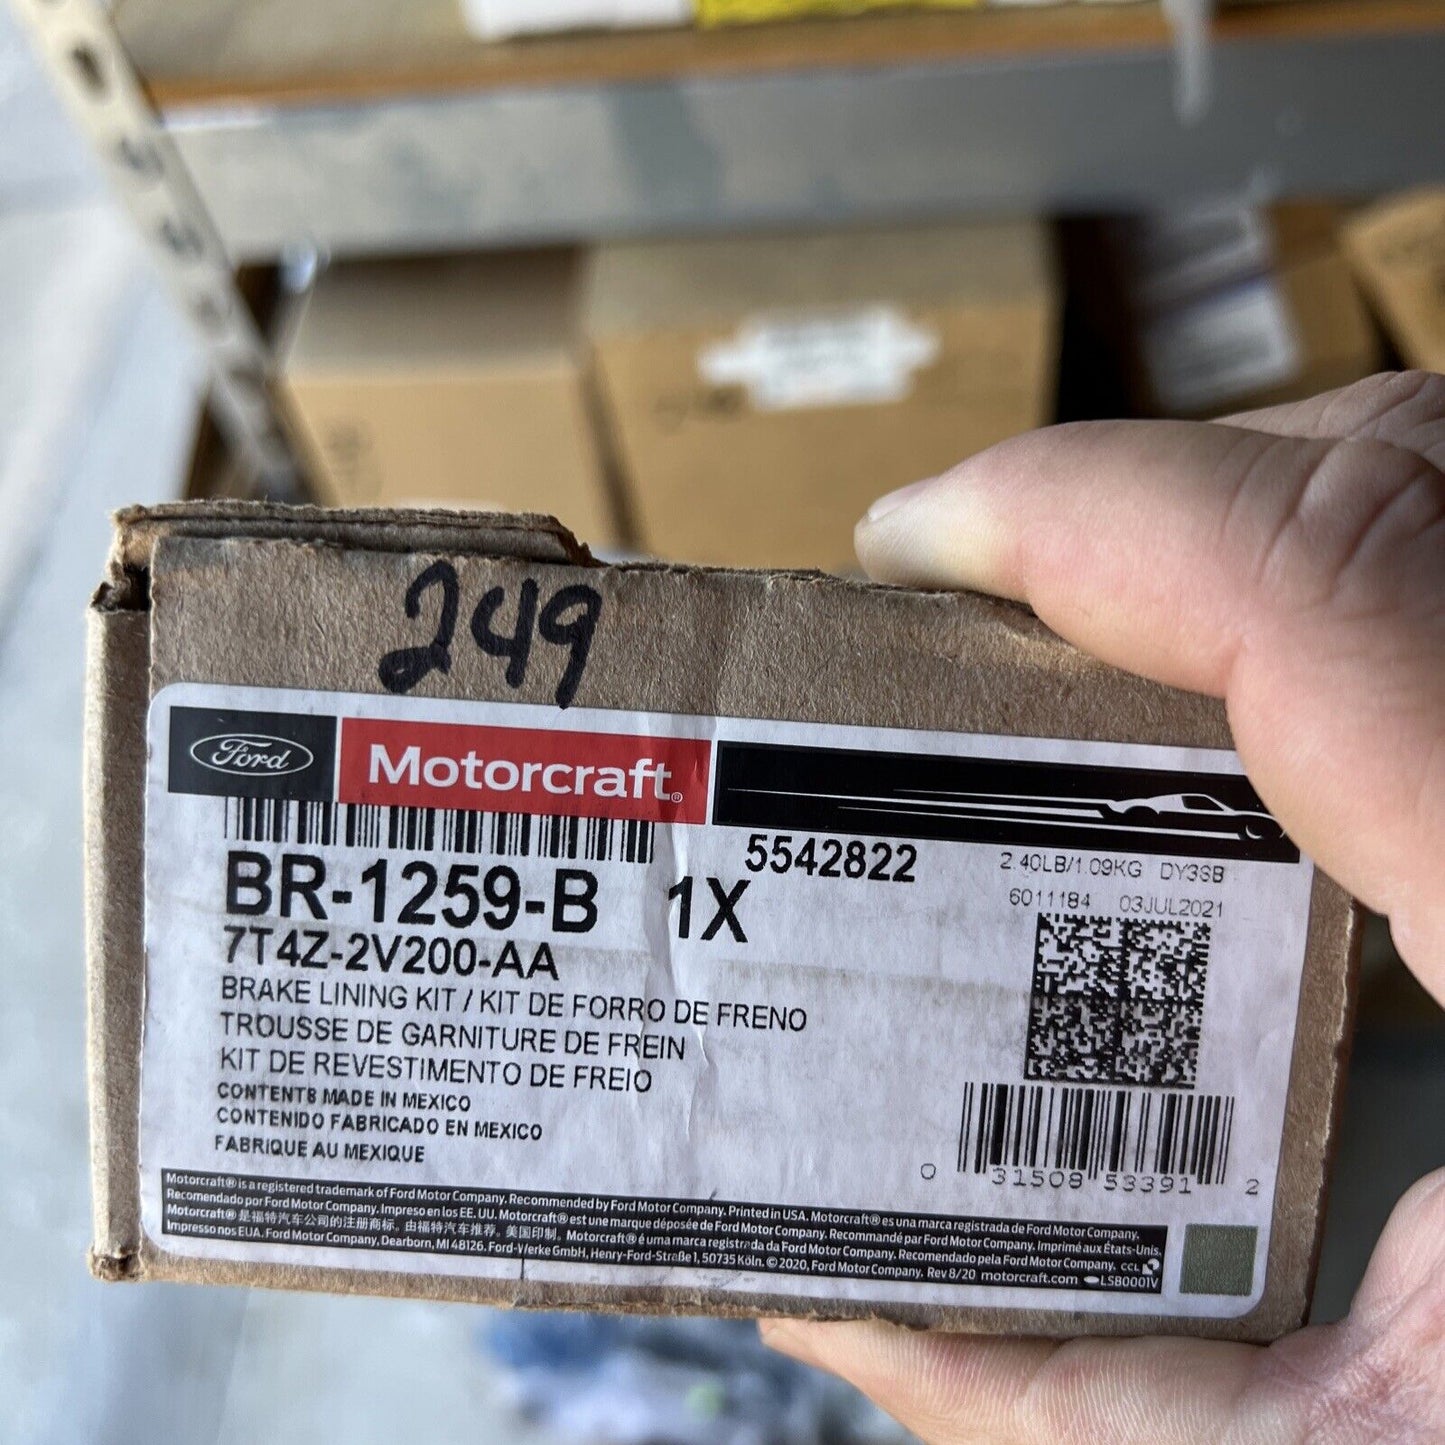 249
Ford
Motorcraft®
BR-1259-B 1X
5542822
2.40LB/1.09KG DY3SB
6011184 03JUL2021
7T4Z-2V200-AA
BRAKE LINING KIT / KIT DE FORRO DE FRENO
TROUSSE DE GARNITURE DE FREIN
KIT DE REVESTIMENTO DE FREIO
CONTENTS MADE IN MEXICO
CONTENIDO FABRICADO EN MEXICO
FABRIQUE AU MEXIQUE
0 31508 53391 2
Motorcraft® is a registered trademark of Ford Motor Company. Recommended by Ford Motor Company. Printed in USA. Motorcraft® es una marca registrada de Ford Motor Company.
Recomendado por Ford Motor Company. Impreso en los EE. UU. Motorcraft® est une marque déposée de Ford Motor Company. Recommandé par Ford Motor Company. Imprimé aux États-Unis.
Motorcraft® 是福特汽车公司的注册商标。由福特汽车推荐。美国印制。Motorcraft® é uma marca registrada da Ford Motor Company. Recomendado pela Ford Motor Company. CCL
Impresso nos EUA. Ford Motor Company, Dearborn, MI 48126. Ford-Werke GmbH, Henry-Ford-Straße 1, 50735 Köln. © 2020, Ford Motor Company. Rev 8/20 motorcraft.com LSB0001V